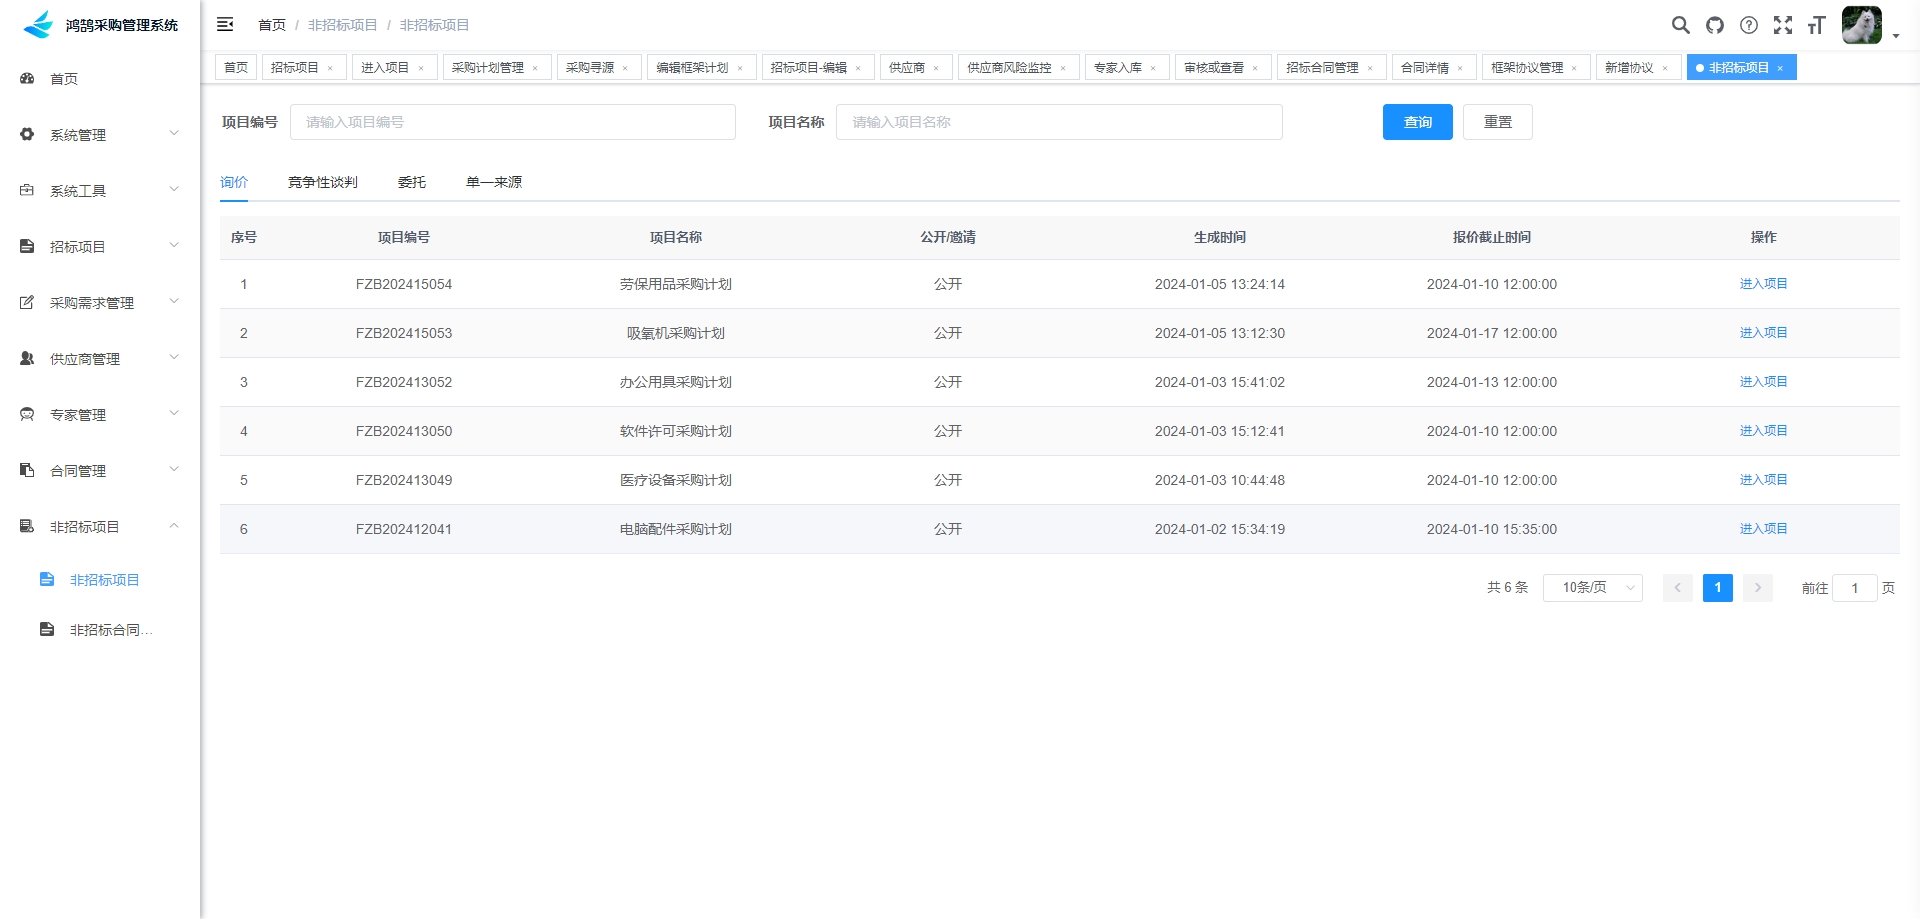 鸿鹄采购管理系统
首页 / 非招标项目 / 非招标项目
首页
招标项目 ×
进入项目 ×
采购计划管理 ×
采购寻源 ×
编辑框架计划 ×
招标项目-编辑 ×
供应商 ×
供应商风险监控 ×
专家入库 ×
审核或查看 ×
招标合同管理 ×
合同详情 ×
框架协议管理 ×
新增协议 ×
非招标项目 ×
首页
系统管理
系统工具
招标项目
采购需求管理
供应商管理
专家管理
合同管理
非招标项目
非招标项目
非招标合同...
项目编号 请输入项目编号 项目名称 请输入项目名称 查询 重置
询价 竞争性谈判 委托 单一来源
序号 项目编号 项目名称 公开/邀请 生成时间 报价截止时间 操作
1 FZB202415054 劳保用品采购计划 公开 2024-01-05 13:24:14 2024-01-10 12:00:00 进入项目
2 FZB202415053 吸氧机采购计划 公开 2024-01-05 13:12:30 2024-01-17 12:00:00 进入项目
3 FZB202413052 办公用具采购计划 公开 2024-01-03 15:41:02 2024-01-13 12:00:00 进入项目
4 FZB202413050 软件许可采购计划 公开 2024-01-03 15:12:41 2024-01-10 12:00:00 进入项目
5 FZB202413049 医疗设备采购计划 公开 2024-01-03 10:44:48 2024-01-10 12:00:00 进入项目
6 FZB202412041 电脑配件采购计划 公开 2024-01-02 15:34:19 2024-01-10 15:35:00 进入项目
共 6 条 10条/页 1 前往 1 页